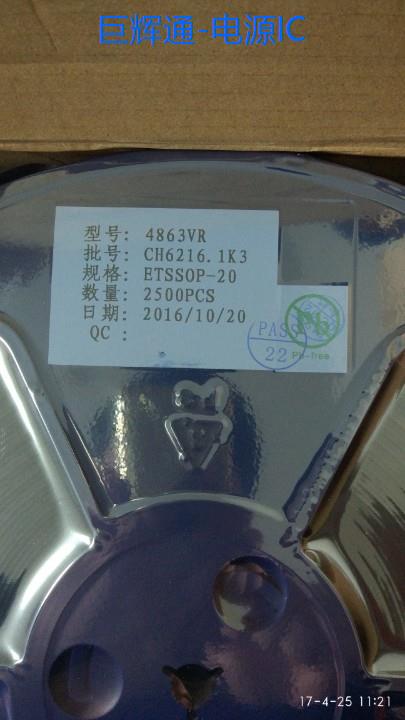 巨辉通-电源IC
型号: 4863VR
批号: CH6216.1K3
规格: ETSSOP-20
数量: 2500PCS
日期: 2016/10/20
QC :
PASS
22
Pb
Pb-free
17-4-25 11:21